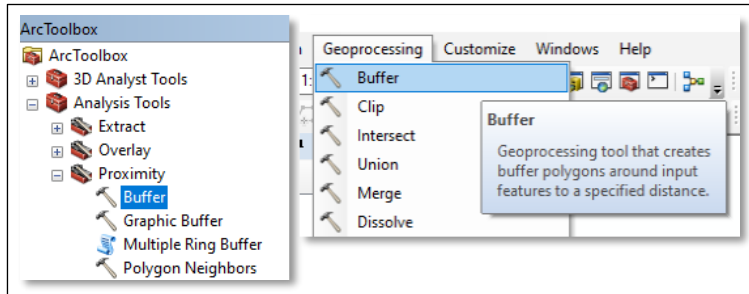 ArcToolbox
ArcToolbox
3D Analyst Tools
Analysis Tools
Extract
Overlay
Proximity
Buffer
Graphic Buffer
Multiple Ring Buffer
Polygon Neighbors
Geoprocessing Customize Windows Help
1:
Buffer
Clip
Intersect
Union
Merge
Dissolve
Buffer
Geoprocessing tool that creates
buffer polygons around input
features to a specified distance.